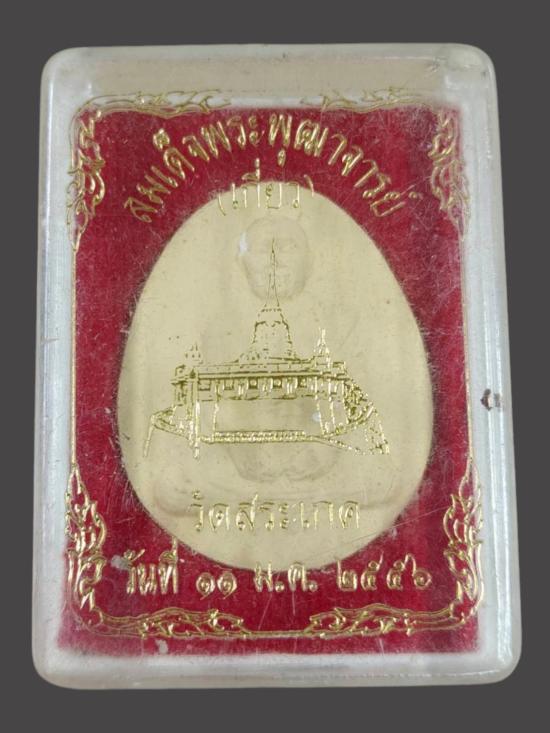 สมเด็จพระพุฒาจารย์
(เกี่ยว)
วัดสระเกศ
วันที่ ๑๑ ม.ค. ๒๕๕๖